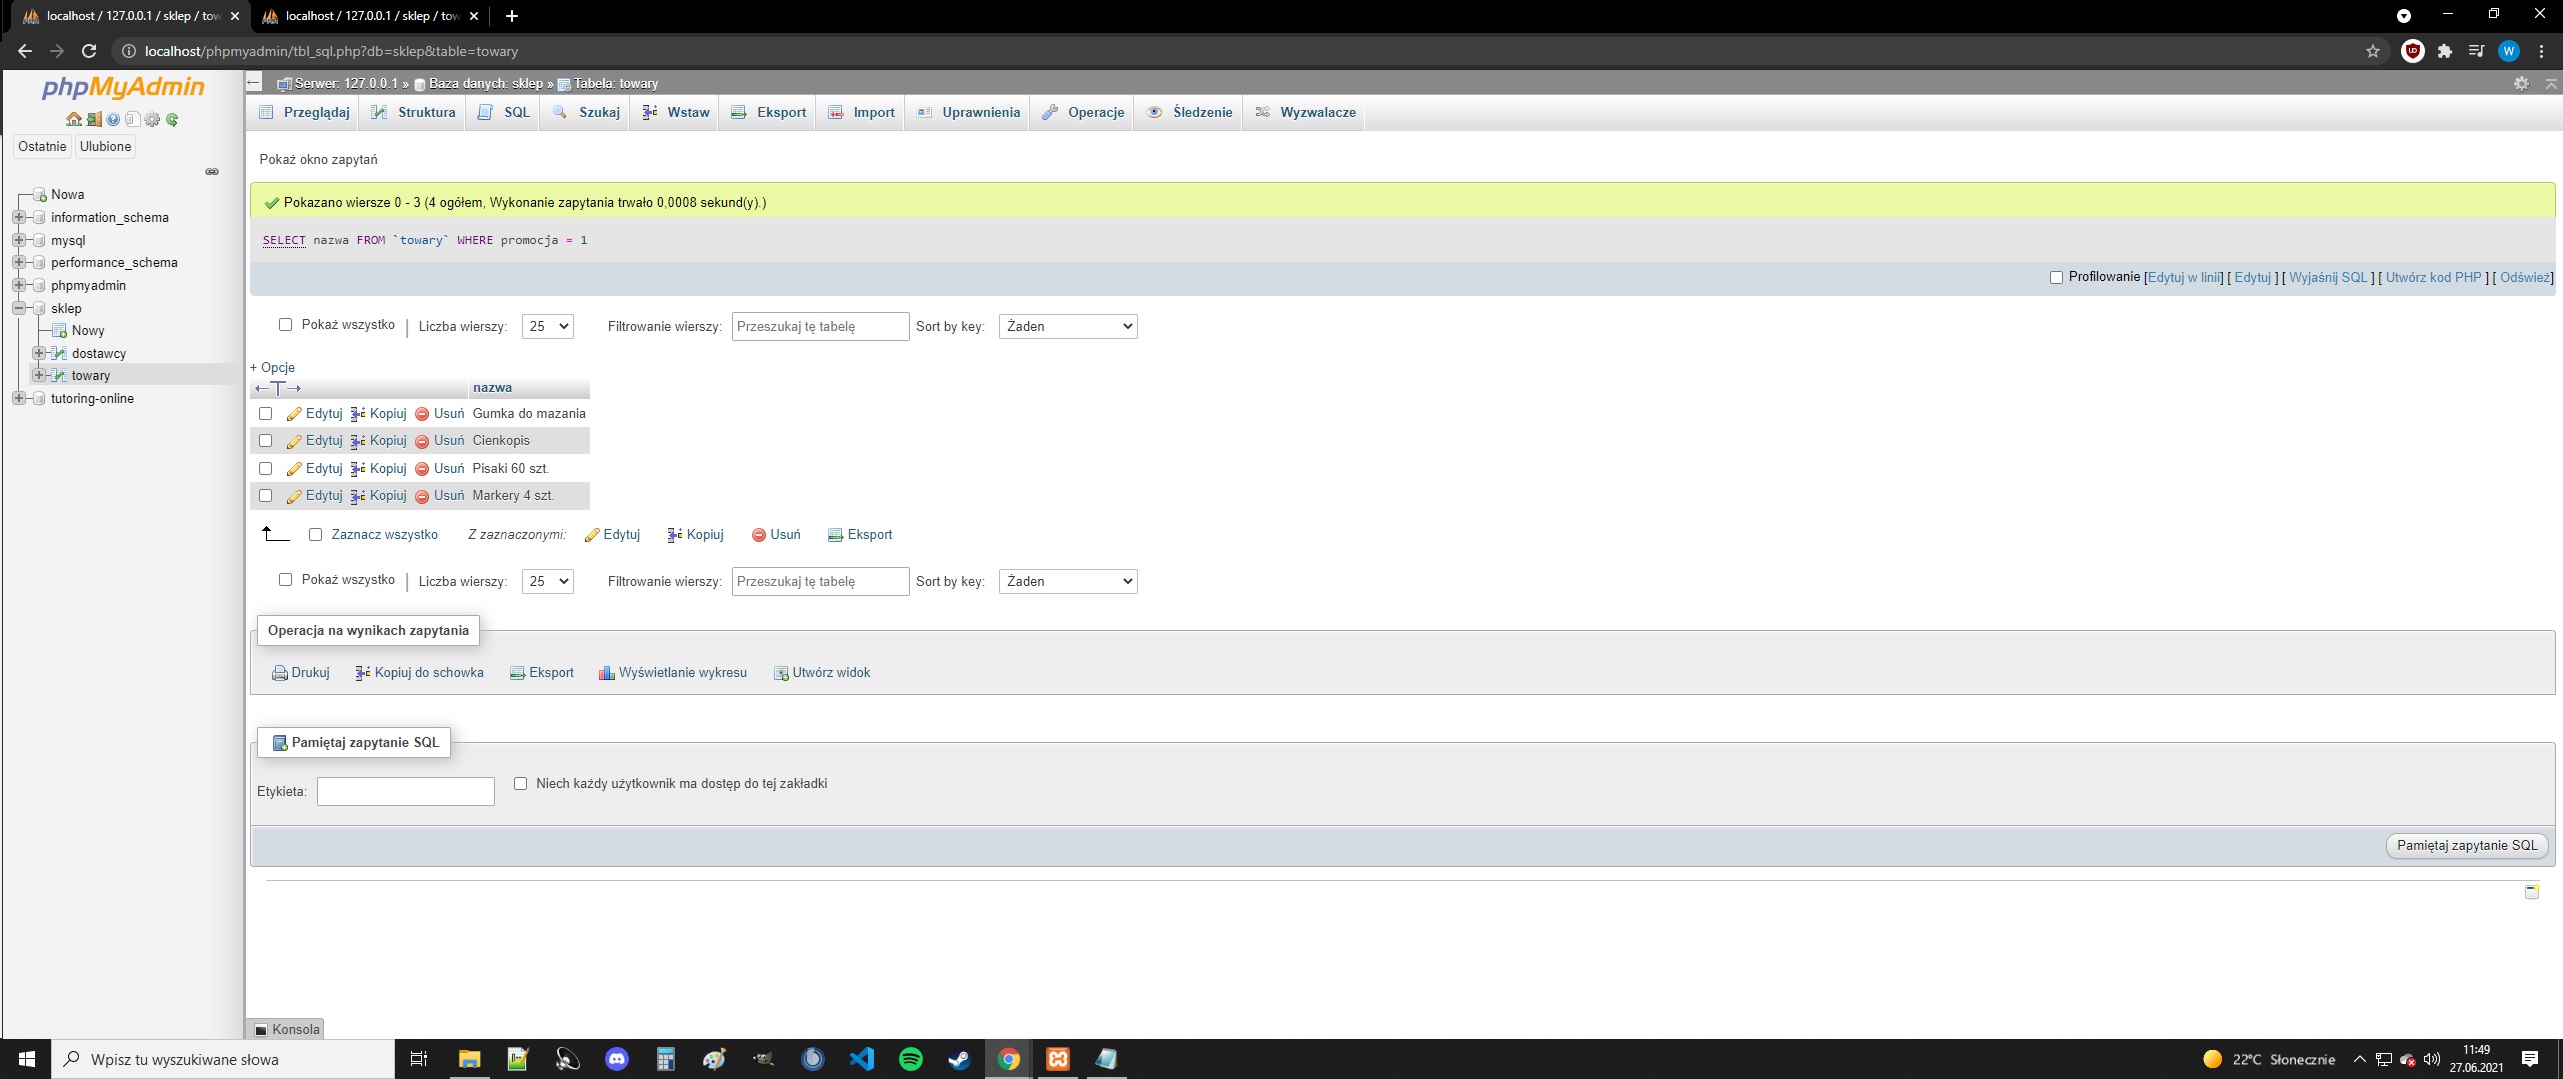 localhost / 127.0.0.1 / sklep / tow
localhost / 127.0.0.1 / sklep / tow
localhost/phpmyadmin/tbl_sql.php?db=sklep&table=towary
W
phpMyAdmin
Ostatnie Ulubione
Nowa
information_schema
mysql
performance_schema
phpmyadmin
sklep
Nowy
dostawcy
towary
tutoring-online
Serwer: 127.0.0.1 » Baza danych: sklep » Tabela: towary
Przeglądaj Struktura SQL Szukaj Wstaw Eksport Import Uprawnienia Operacje Śledzenie Wyzwalacze
Pokaż okno zapytań
Pokazano wiersze 0 - 3 (4 ogółem, Wykonanie zapytania trwało 0,0008 sekund(y).)
SELECT nazwa FROM `towary` WHERE promocja = 1
Profilowanie [Edytuj w linii] [ Edytuj ] [ Wyjaśnij SQL ] [ Utwórz kod PHP ] [ Odśwież]
Pokaż wszystko | Liczba wierszy: 25 Filtrowanie wierszy: Przeszukaj tę tabelę Sort by key: Żaden
+ Opcje
←T→ nazwa
Edytuj Kopiuj Usuń Gumka do mazania
Edytuj Kopiuj Usuń Cienkopis
Edytuj Kopiuj Usuń Pisaki 60 szt.
Edytuj Kopiuj Usuń Markery 4 szt.
Zaznacz wszystko Z zaznaczonymi: Edytuj Kopiuj Usuń Eksport
Pokaż wszystko | Liczba wierszy: 25 Filtrowanie wierszy: Przeszukaj tę tabelę Sort by key: Żaden
Operacja na wynikach zapytania
Drukuj Kopiuj do schowka Eksport Wyświetlanie wykresu Utwórz widok
Pamiętaj zapytanie SQL
Etykieta: Niech każdy użytkownik ma dostęp do tej zakładki
Pamiętaj zapytanie SQL
Konsola
Wpisz tu wyszukiwane słowa
22°C Słonecznie
11:49
27.06.2021